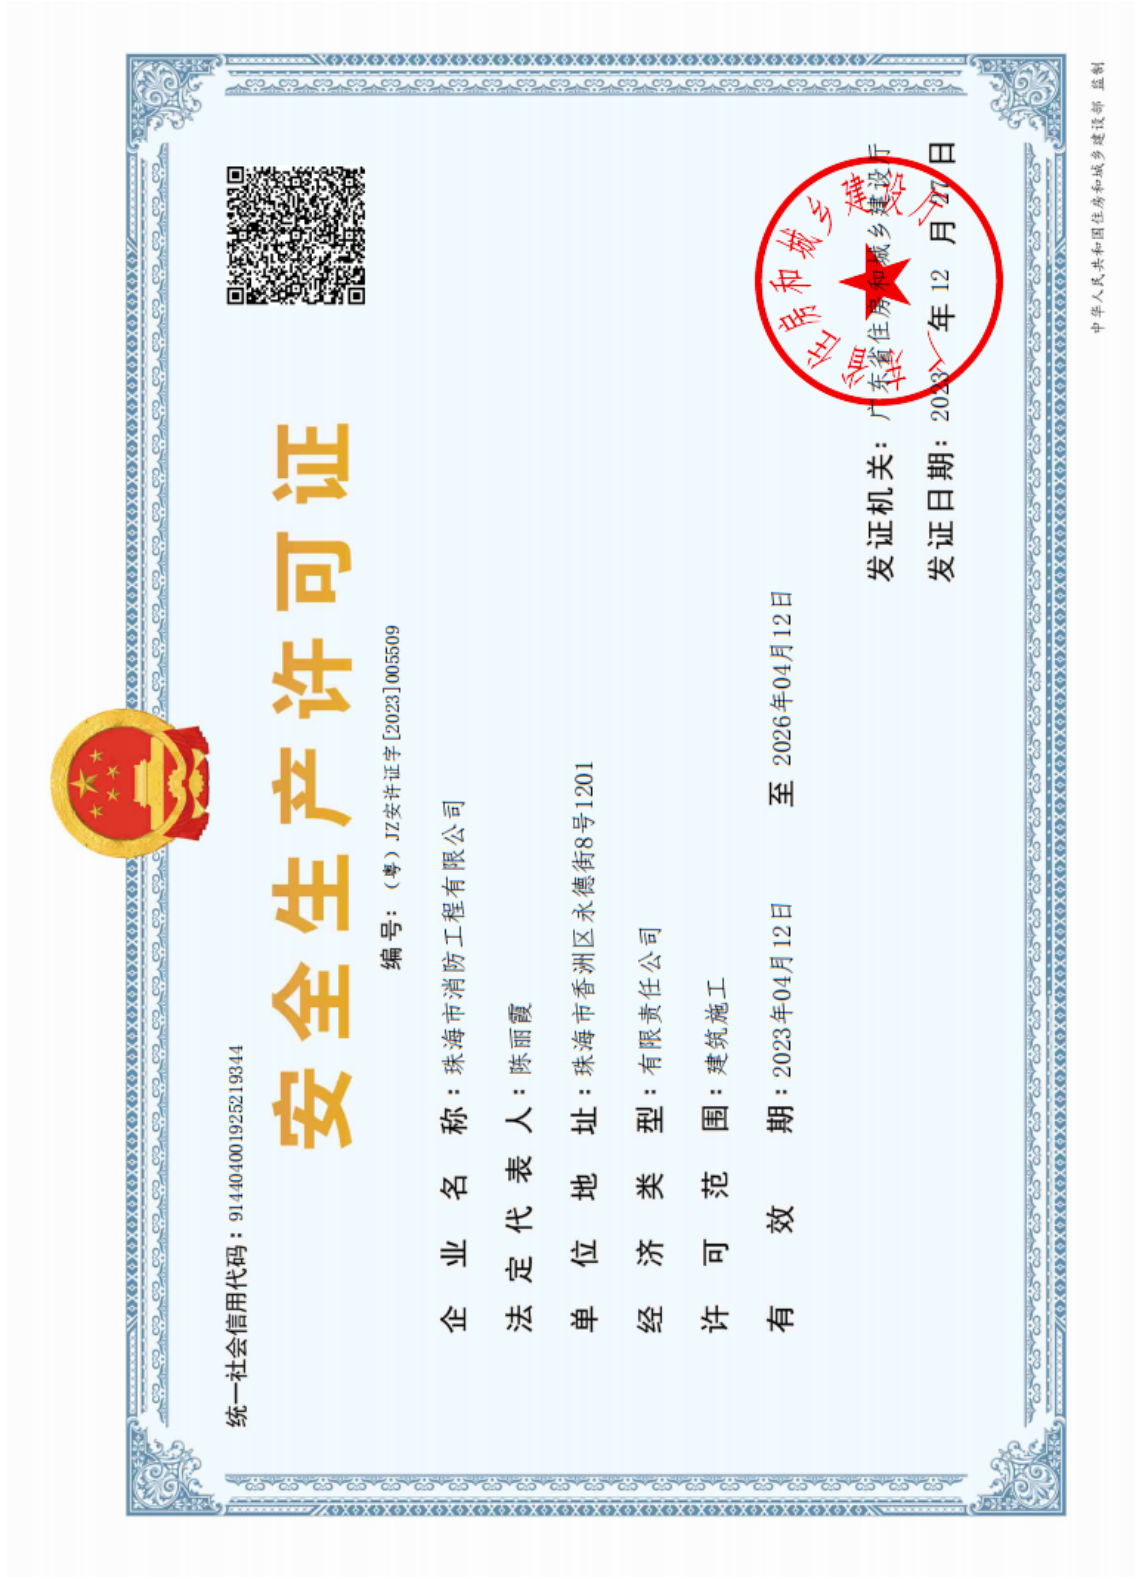 统一社会信用代码：914404001925219344
安全生产许可证
编号：（粤）JZ安许证字[2023]005509
企业名称：珠海市消防工程有限公司
法定代表人：陈丽霞
单位地址：珠海市香洲区永德街8号1201
经济类型：有限责任公司
许可范围：建筑施工
有效期：2023年04月12日 至 2026年04月12日
发证机关：广东省住房和城乡建设厅
发证日期：2023年12月27日
广东省住房和城乡建设厅
中华人民共和国住房和城乡建设部 监制